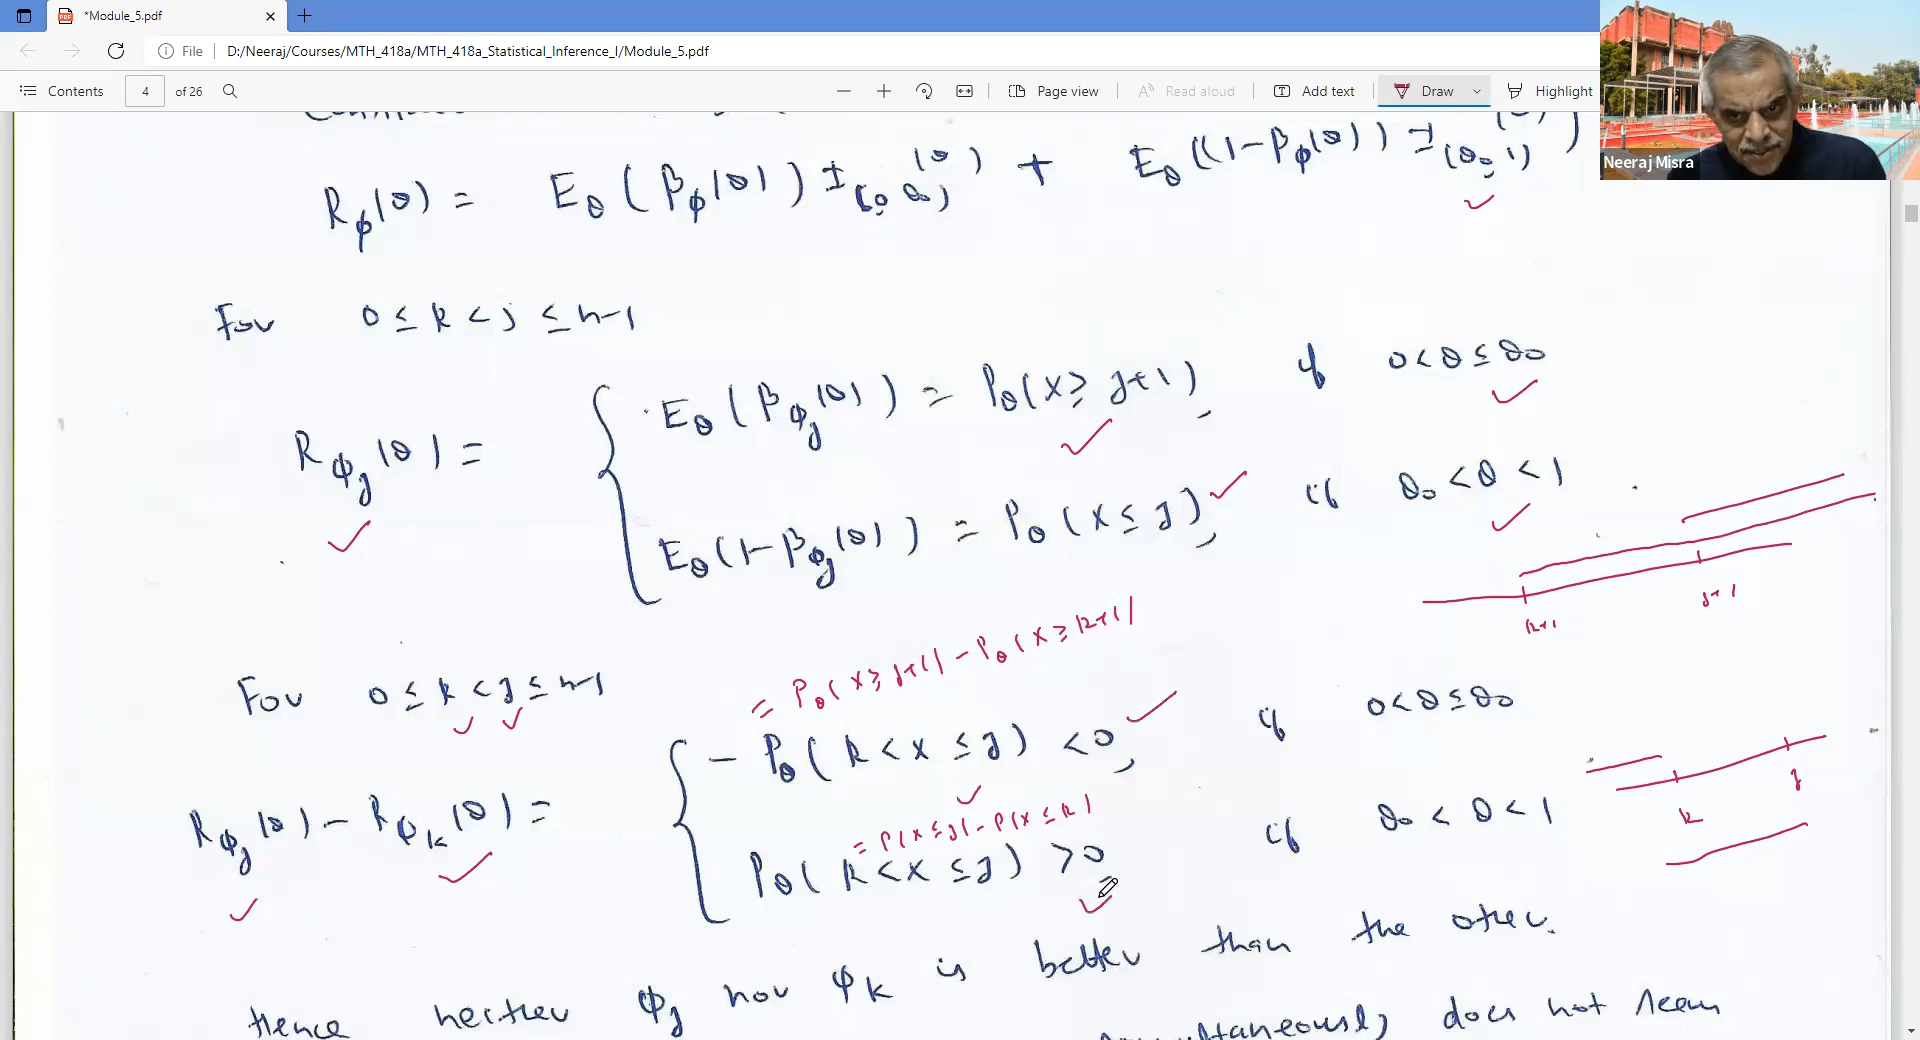 *Module_5.pdf
File D:/Neeraj/Courses/MTH_418a/MTH_418a_Statistical_Inference_I/Module_5.pdf
Contents 4 of 26 Page view Read aloud Add text Draw Highlight
Neeraj Misra
R_ϕ(θ) = E_θ(β_ϕ(θ)) I_(0,θ0)(θ) + E_θ((1-β_ϕ(θ)) I_(θ0,1)
For 0 ≤ k < j ≤ n-1
R_ϕj(θ) =
E_θ(β_ϕj(θ)) = P_θ(X ≥ j+1), if 0 < θ ≤ θ0
E_θ(1-β_ϕj(θ)) = P_θ(X ≤ j), if θ0 < θ < 1
k+1 j+1
= P_θ(X ≥ j+1) - P_θ(X ≥ k+1)
For 0 ≤ k < j ≤ n-1
- P_θ(k < X ≤ j) < 0, if 0 < θ ≤ θ0
R_ϕj(θ) - R_ϕk(θ) =
= P(X ≤ j) - P(X ≤ k)
P_θ(k < X ≤ j) > 0 if θ0 < θ < 1
k j
Hence neither ϕj nor ϕk is better than the other.
does not seem